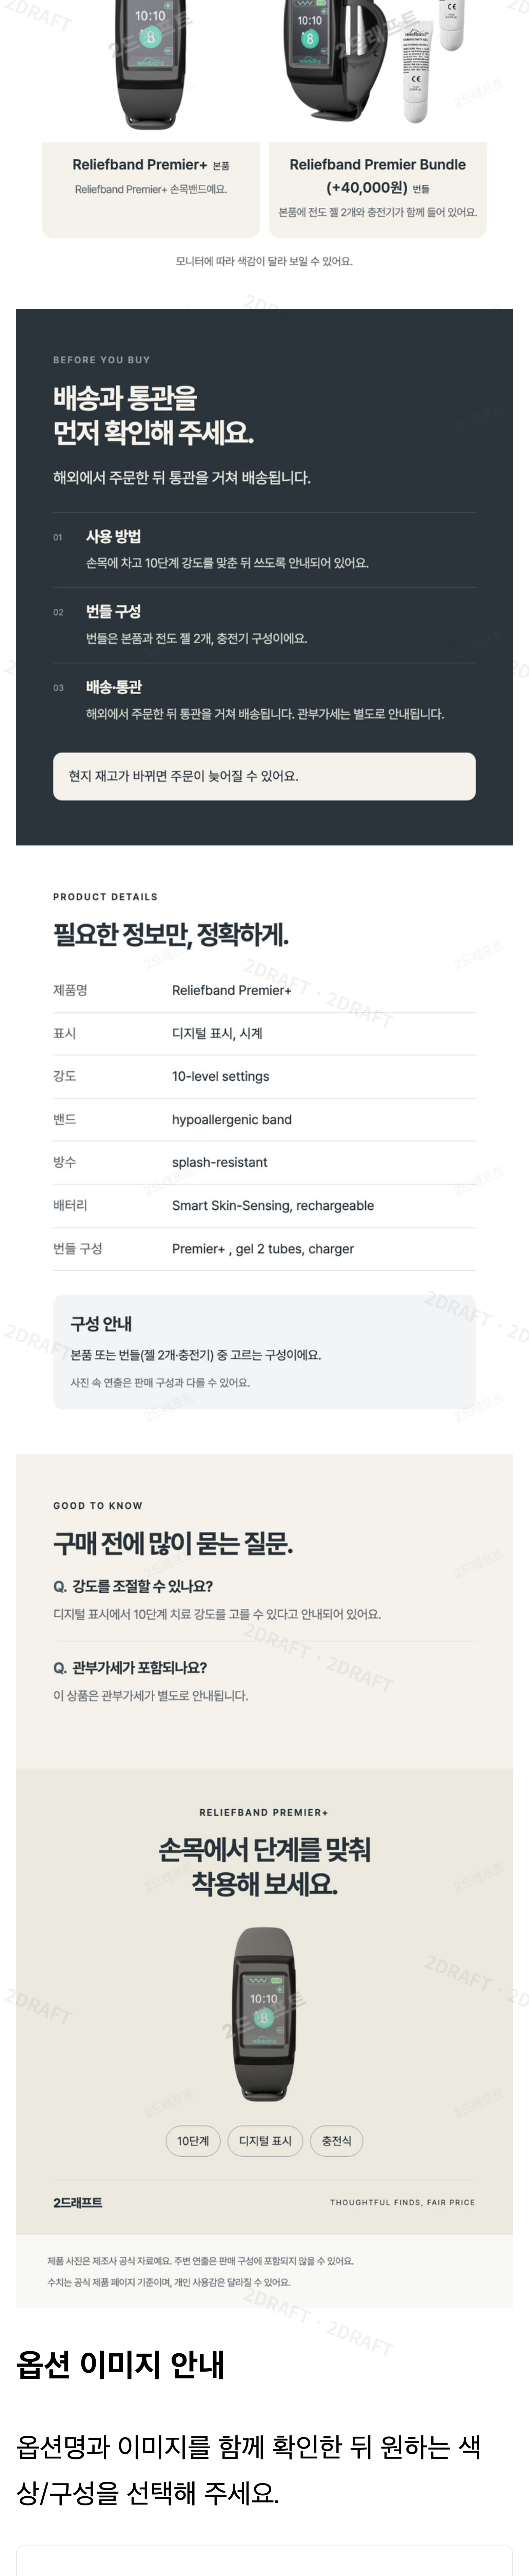 10:10
8
reliefband
10:10
8
2드래프트
Reliefband Premier+ 본품
Reliefband Premier+ 손목밴드예요.
Reliefband Premier Bundle
(+40,000원) 번들
본품에 전도 젤 2개와 충전기가 함께 들어 있어요.
모니터에 따라 색감이 달라 보일 수 있어요.
BEFORE YOU BUY
배송과 통관을
먼저 확인해 주세요.
해외에서 주문한 뒤 통관을 거쳐 배송됩니다.
01 사용 방법
손목에 차고 10단계 강도를 맞춘 뒤 쓰도록 안내되어 있어요.
02 번들 구성
번들은 본품과 전도 젤 2개, 충전기 구성이에요.
03 배송·통관
해외에서 주문한 뒤 통관을 거쳐 배송됩니다. 관부가세는 별도로 안내됩니다.
현지 재고가 바뀌면 주문이 늦어질 수 있어요.
PRODUCT DETAILS
필요한 정보만, 정확하게.
제품명 Reliefband Premier+
표시 디지털 표시, 시계
강도 10-level settings
밴드 hypoallergenic band
방수 splash-resistant
배터리 Smart Skin-Sensing, rechargeable
번들 구성 Premier+ , gel 2 tubes, charger
구성 안내
본품 또는 번들(젤 2개·충전기) 중 고르는 구성이에요.
사진 속 연출은 판매 구성과 다를 수 있어요.
2DRAFT · 2DRAFT
GOOD TO KNOW
구매 전에 많이 묻는 질문.
Q. 강도를 조절할 수 있나요?
디지털 표시에서 10단계 치료 강도를 고를 수 있다고 안내되어 있어요.
Q. 관부가세가 포함되나요?
이 상품은 관부가세가 별도로 안내됩니다.
RELIEFBAND PREMIER+
손목에서 단계를 맞춰
착용해 보세요.
10:10
8
2드래프트
10단계 디지털 표시 충전식
2드래프트 THOUGHTFUL FINDS, FAIR PRICE
제품 사진은 제조사 공식 자료예요. 주변 연출은 판매 구성에 포함되지 않을 수 있어요.
수치는 공식 제품 페이지 기준이며, 개인 사용감은 달라질 수 있어요.
2DRAFT · 2DRAFT
옵션 이미지 안내
옵션명과 이미지를 함께 확인한 뒤 원하는 색
상/구성을 선택해 주세요.